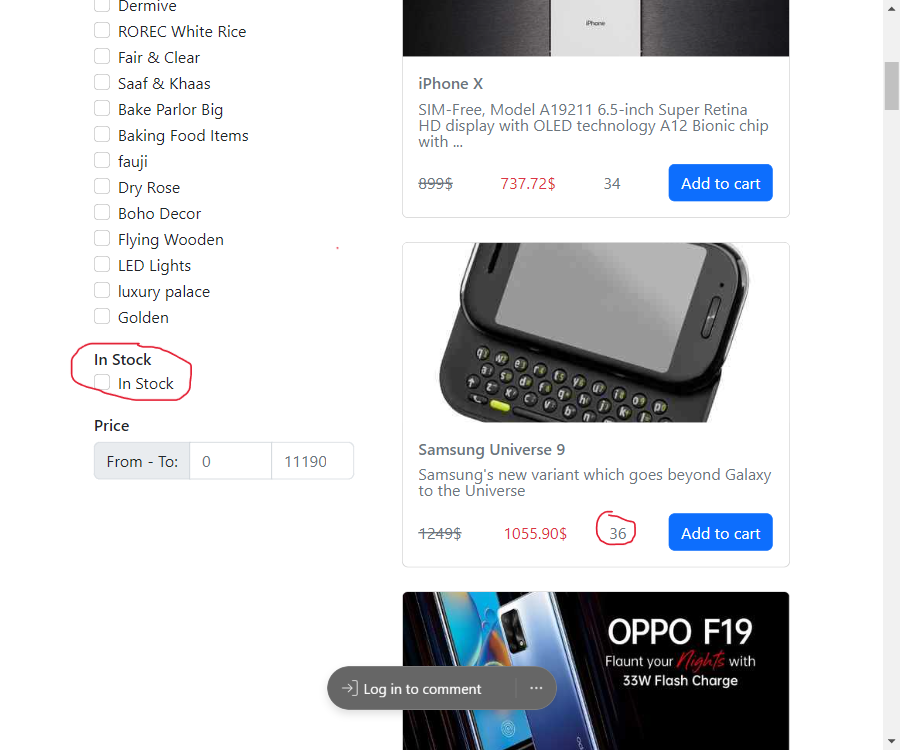 Dermive
ROREC White Rice
Fair & Clear
Saaf & Khaas
Bake Parlor Big
Baking Food Items
fauji
Dry Rose
Boho Decor
Flying Wooden
LED Lights
luxury palace
Golden
In Stock
In Stock
Price
From - To:
0
11190
iPhone
iPhone X
SIM-Free, Model A19211 6.5-inch Super Retina
HD display with OLED technology A12 Bionic chip
with ...
899$ 737.72$ 34 Add to cart
Samsung Universe 9
Samsung's new variant which goes beyond Galaxy
to the Universe
1249$ 1055.90$ 36 Add to cart
OPPO F19
Flaunt your Nights with
33W Flash Charge
Log in to comment